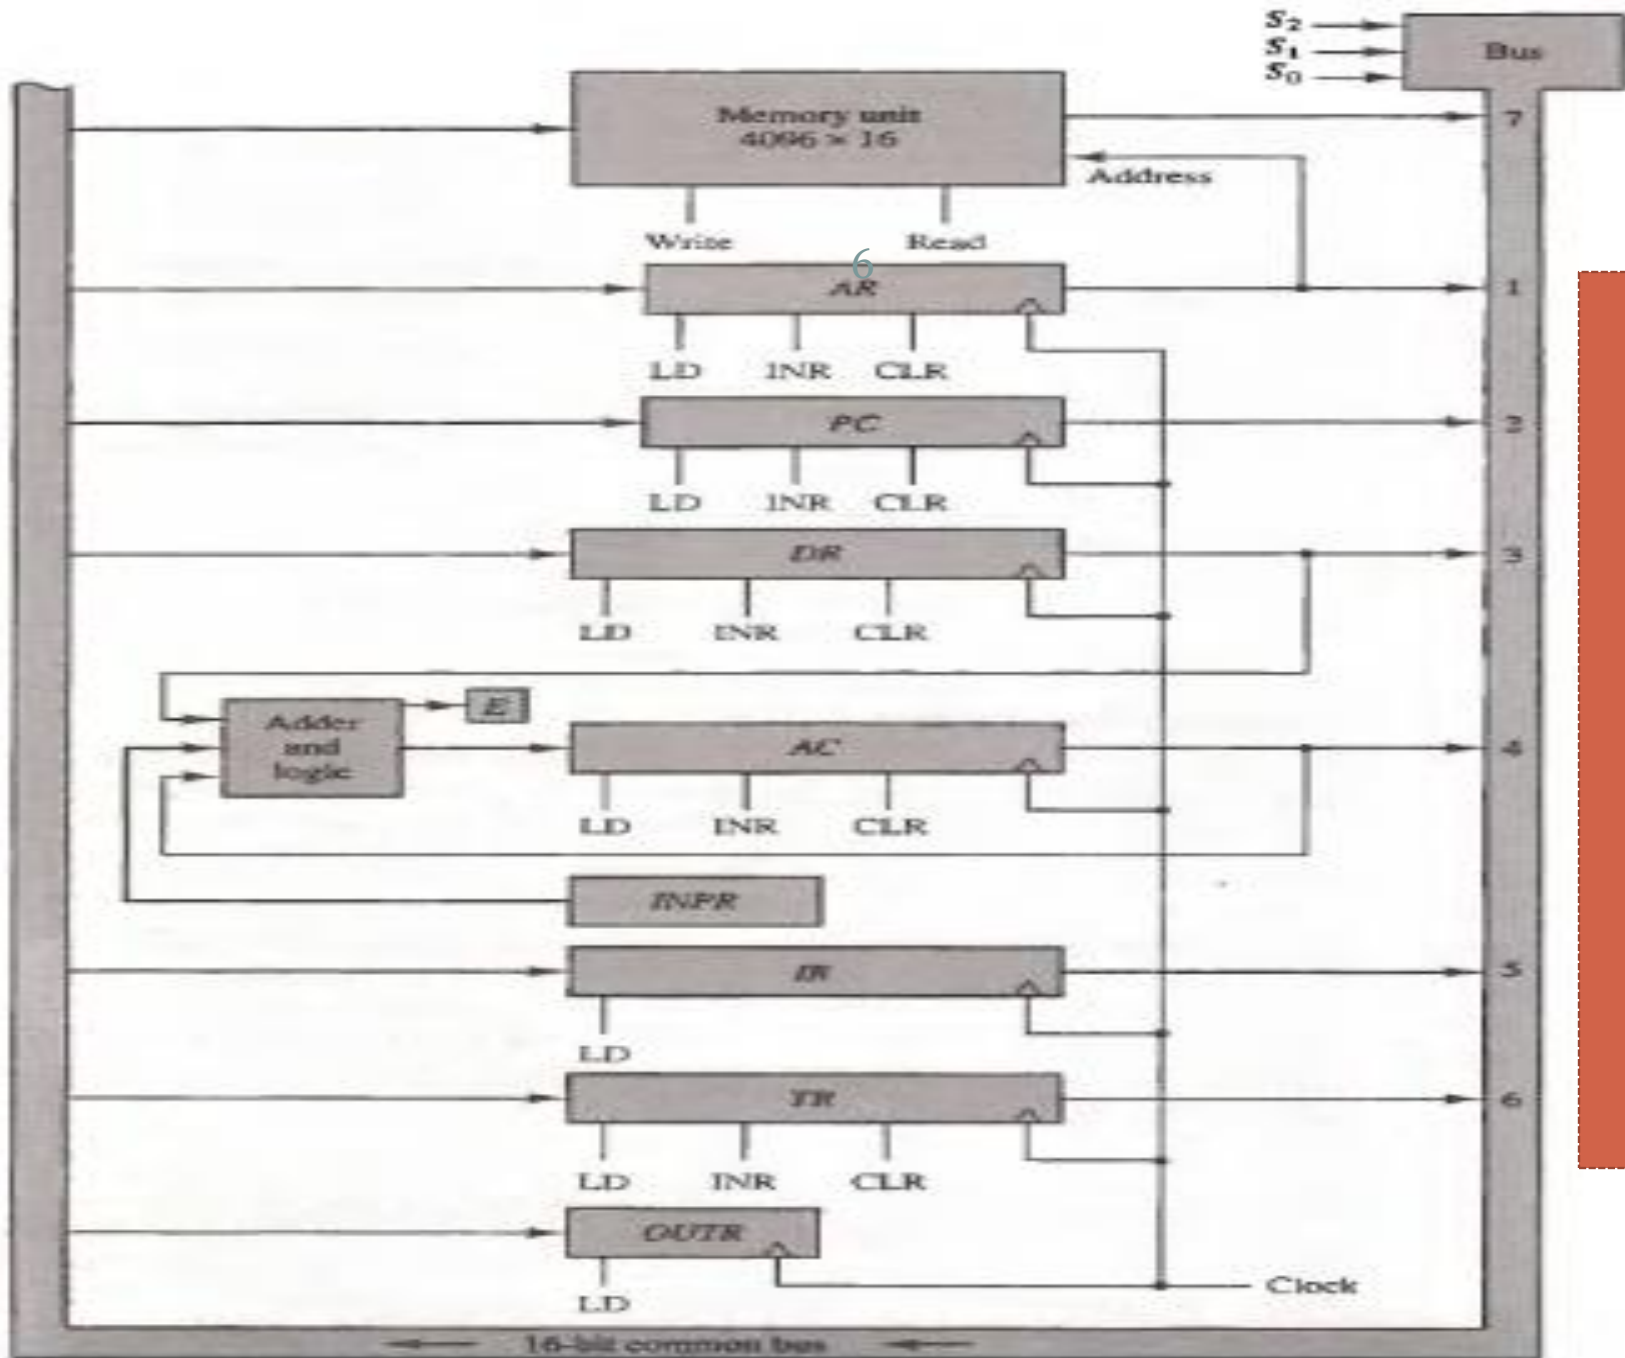 S2
S1
S0
Bus
Memory unit
4096 × 16
7
Address
Write Read
6
AR
1
LD INR CLR
PC
2
LD INR CLR
DR
3
LD INR CLR
Adder
and
logic
E
AC
4
LD INR CLR
INPR
IR
5
LD
TR
6
LD INR CLR
OUTR
LD
Clock
16-bit common bus